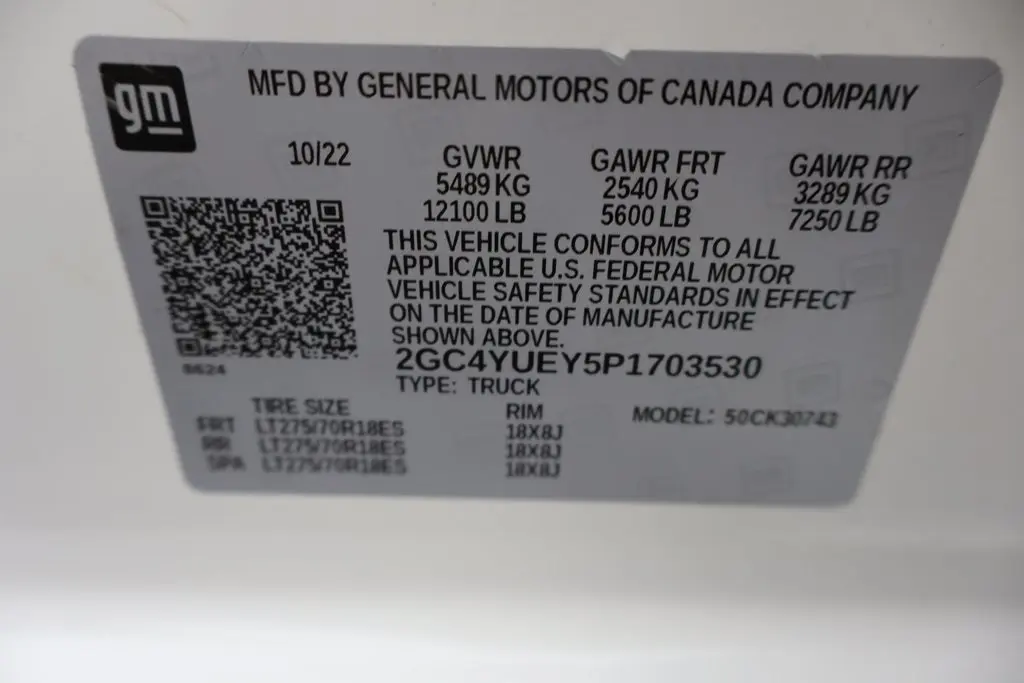 gm
MFD BY GENERAL MOTORS OF CANADA COMPANY
10/22 GVWR GAWR FRT GAWR RR
5489 KG 2540 KG 3289 KG
12100 LB 5600 LB 7250 LB
THIS VEHICLE CONFORMS TO ALL
APPLICABLE U.S. FEDERAL MOTOR
VEHICLE SAFETY STANDARDS IN EFFECT
ON THE DATE OF MANUFACTURE
SHOWN ABOVE.
2GC4YUEY5P1703530
8624
TYPE: TRUCK
TIRE SIZE RIM MODEL: 50CK30743
FRT LT275/70R18ES 18X8J
RR LT275/70R18ES 18X8J
SPA LT275/70R18ES 18X8J